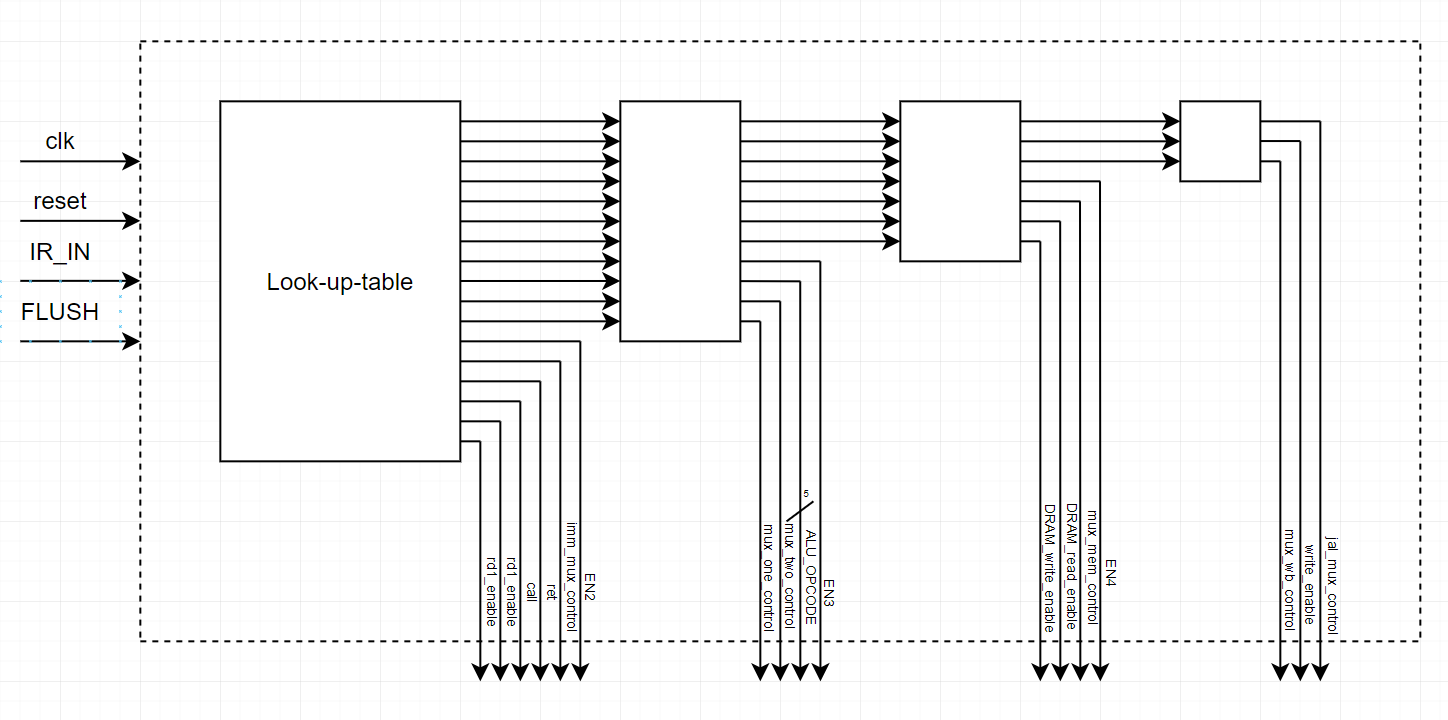 clk
reset
IR_IN
FLUSH
Look-up-table
rd1_enable
rd1_enable
call
ret
imm_mux_control
EN2
mux_one_control
mux_two_control
5
ALU_OPCODE
EN3
DRAM_write_enable
DRAM_read_enable
mux_mem_control
EN4
mux_wb_control
write_enable
jal_mux_control